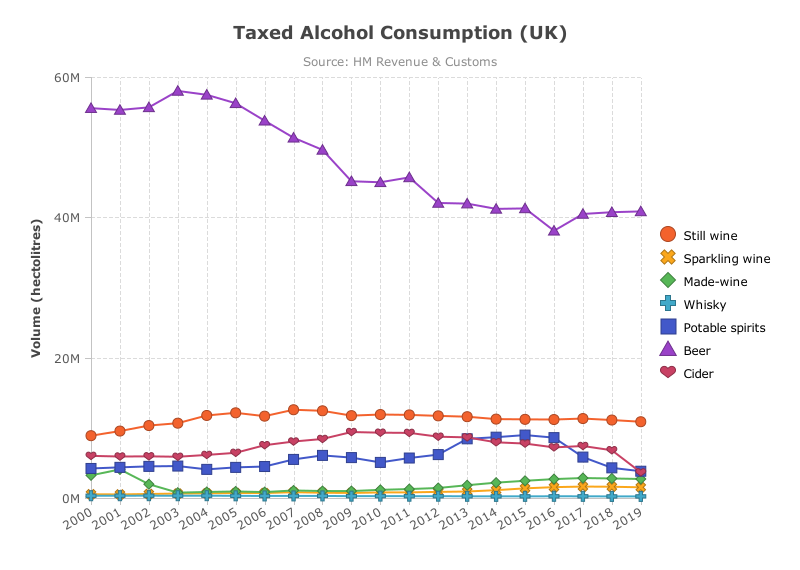 Taxed Alcohol Consumption (UK)
Source: HM Revenue & Customs
60M
40M
20M
0M
Volume (hectolitres)
2000 2001 2002 2003 2004 2005 2006 2007 2008 2009 2010 2011 2012 2013 2014 2015 2016 2017 2018 2019
Still wine
Sparkling wine
Made-wine
Whisky
Potable spirits
Beer
Cider